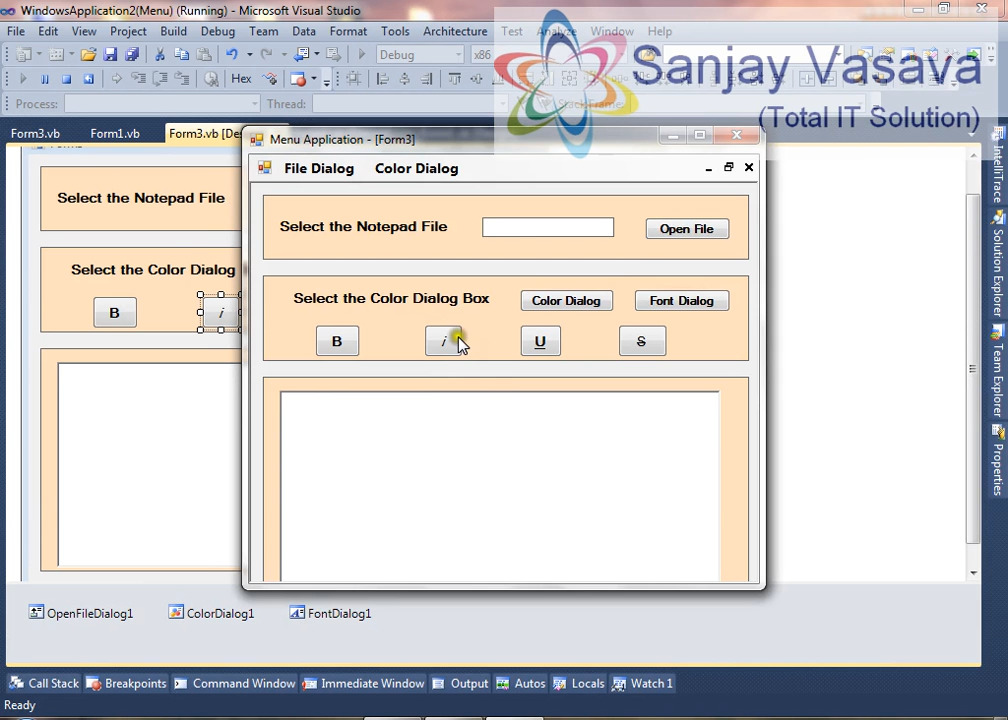 WindowsApplication2(Menu) (Running) - Microsoft Visual Studio
File Edit View Project Build Debug Team Data Format Tools Architecture Test Analyze Window Help
Debug x86
Hex
Process: Thread: StackFrame
Sanjay Vasava
(Total IT Solution)
Form3.vb Form1.vb Form3.vb [Des
Menu Application - [Form3]
File Dialog Color Dialog
Select the Notepad File
Select the Notepad File Open File
Select the Color Dialog
Select the Color Dialog Box Color Dialog Font Dialog
B i
B i U S
IntelliTrace
Solution Explorer
Team Explorer
Properties
OpenFileDialog1 ColorDialog1 FontDialog1
Call Stack Breakpoints Command Window Immediate Window Output Autos Locals Watch 1
Ready